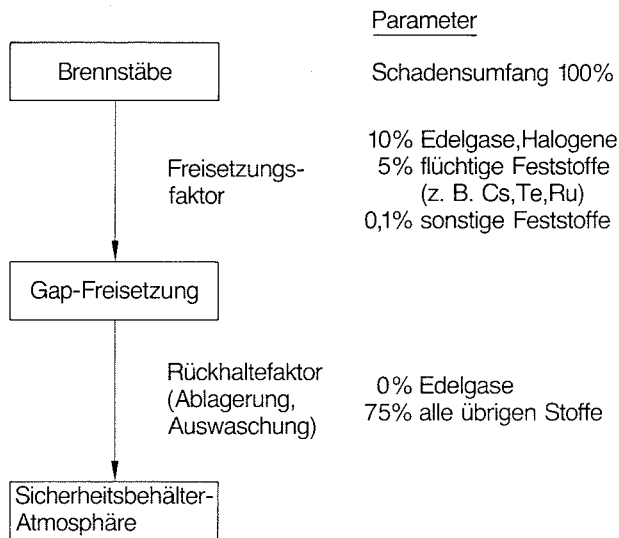 Parameter
Brennstäbe
Schadensumfang 100%
Freisetzungs-
faktor
10% Edelgase,Halogene
5% flüchtige Feststoffe
(z. B. Cs,Te,Ru)
0,1% sonstige Feststoffe
Gap-Freisetzung
Rückhaltefaktor
(Ablagerung,
Auswaschung)
0% Edelgase
75% alle übrigen Stoffe
Sicherheitsbehälter-
Atmosphäre